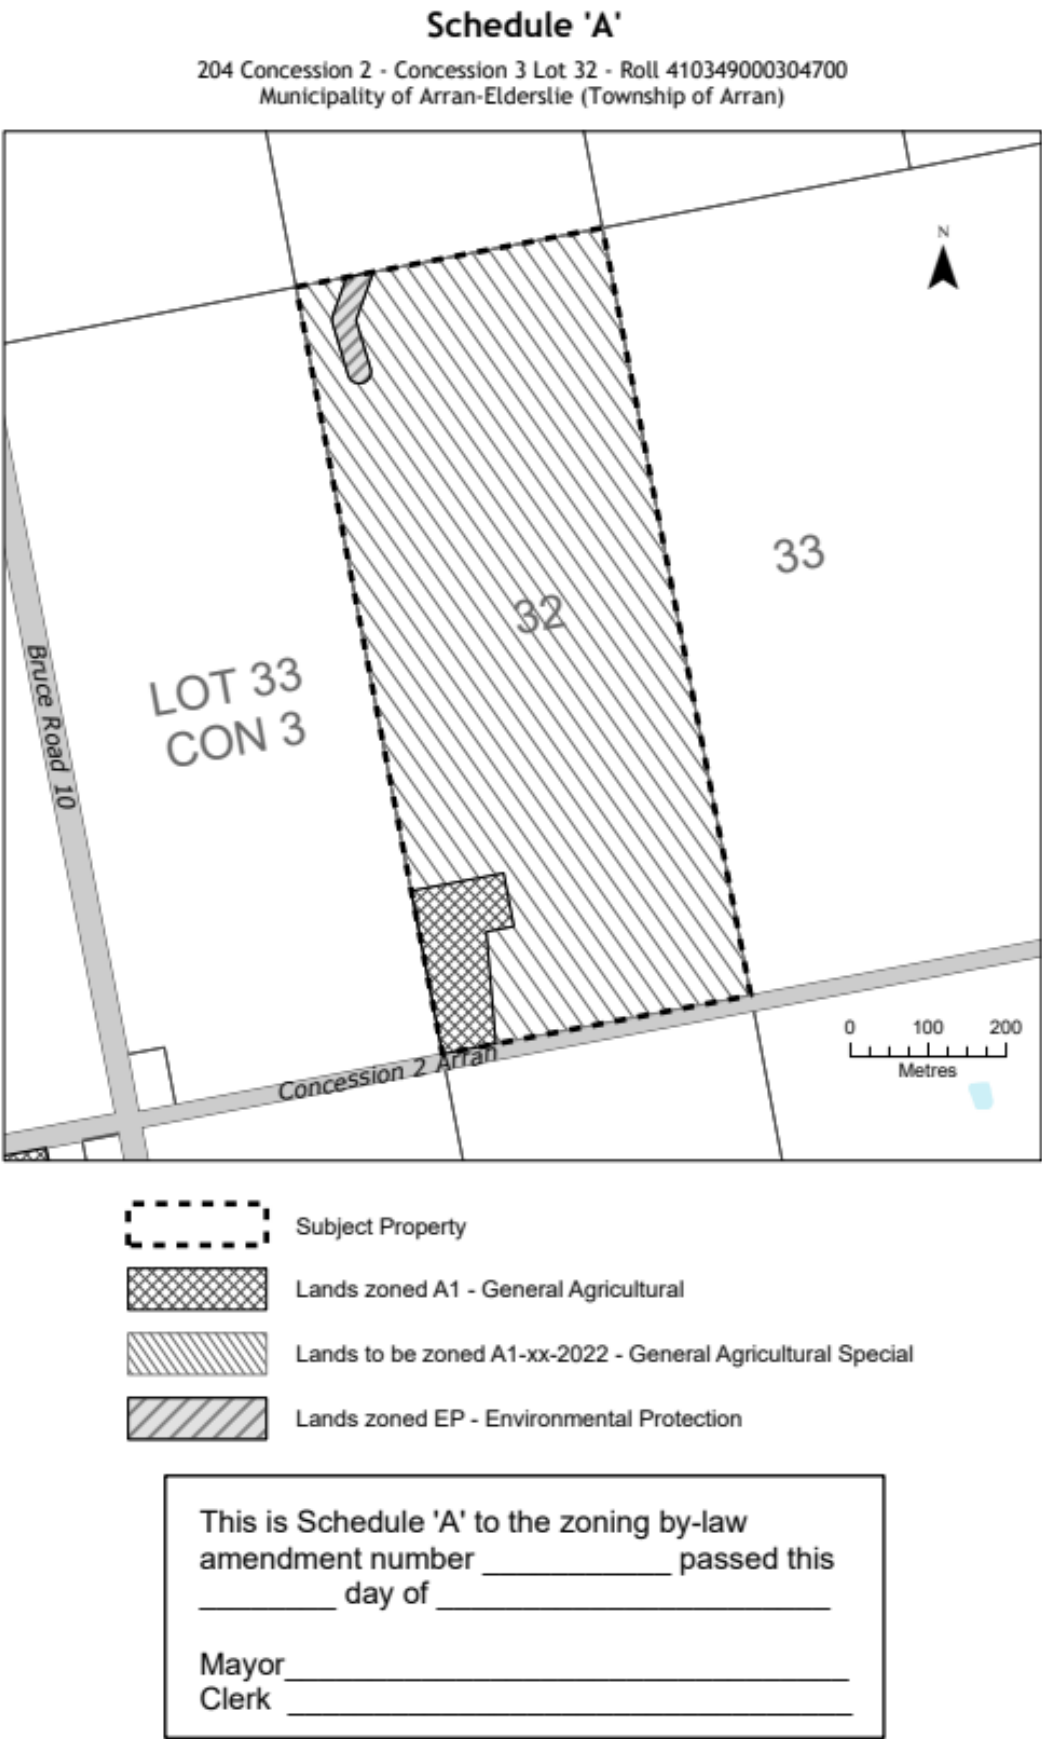 Schedule 'A'
204 Concession 2 - Concession 3 Lot 32 - Roll 410349000304700
Municipality of Arran-Elderslie (Township of Arran)
N
33
32
LOT 33
CON 3
Bruce Road 10
Concession 2 Arran
0 100 200
Metres
Subject Property
Lands zoned A1 - General Agricultural
Lands to be zoned A1-xx-2022 - General Agricultural Special
Lands zoned EP - Environmental Protection
This is Schedule 'A' to the zoning by-law
amendment number ___________ passed this
________ day of _______________________
Mayor_________________________________
Clerk _________________________________